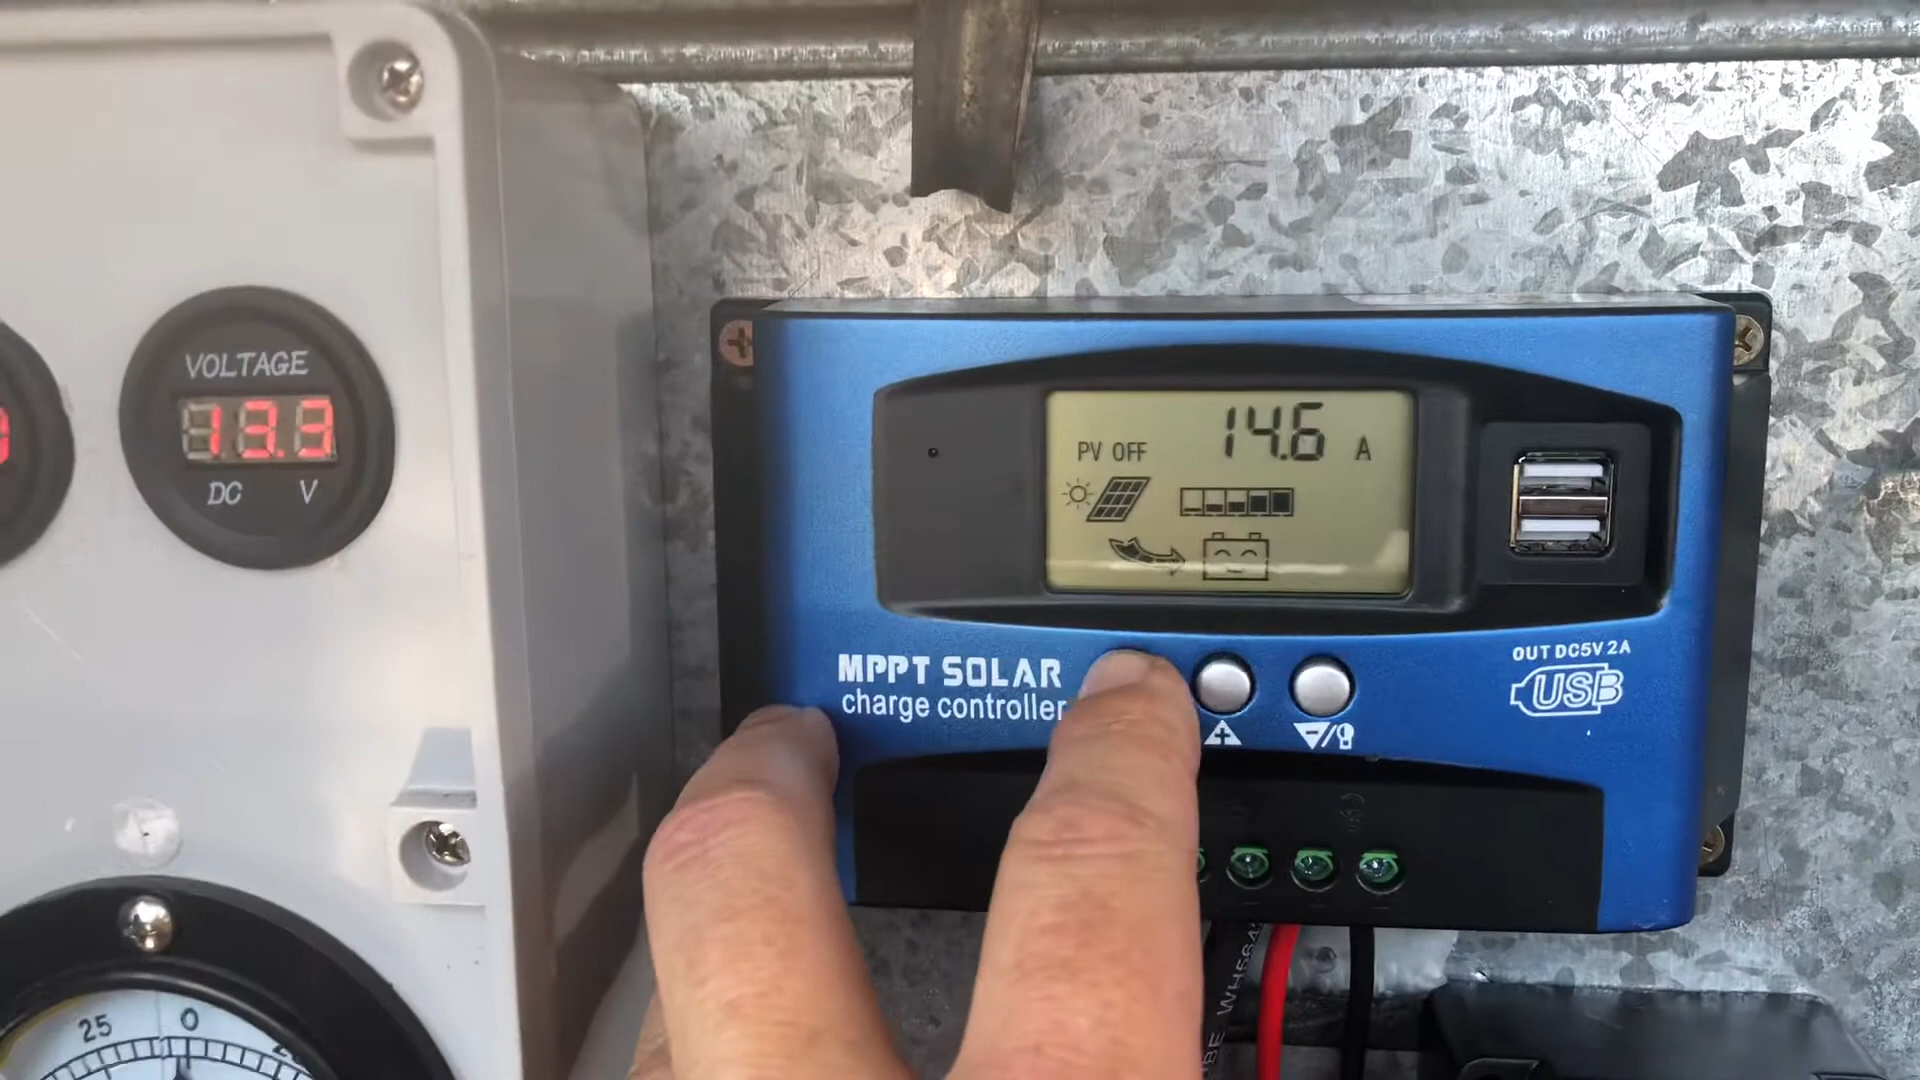 VOLTAGE
13.3
DC V
14.6 A
PV OFF
MPPT SOLAR
charge controller
OUT DC5V 2A
USB
25 0